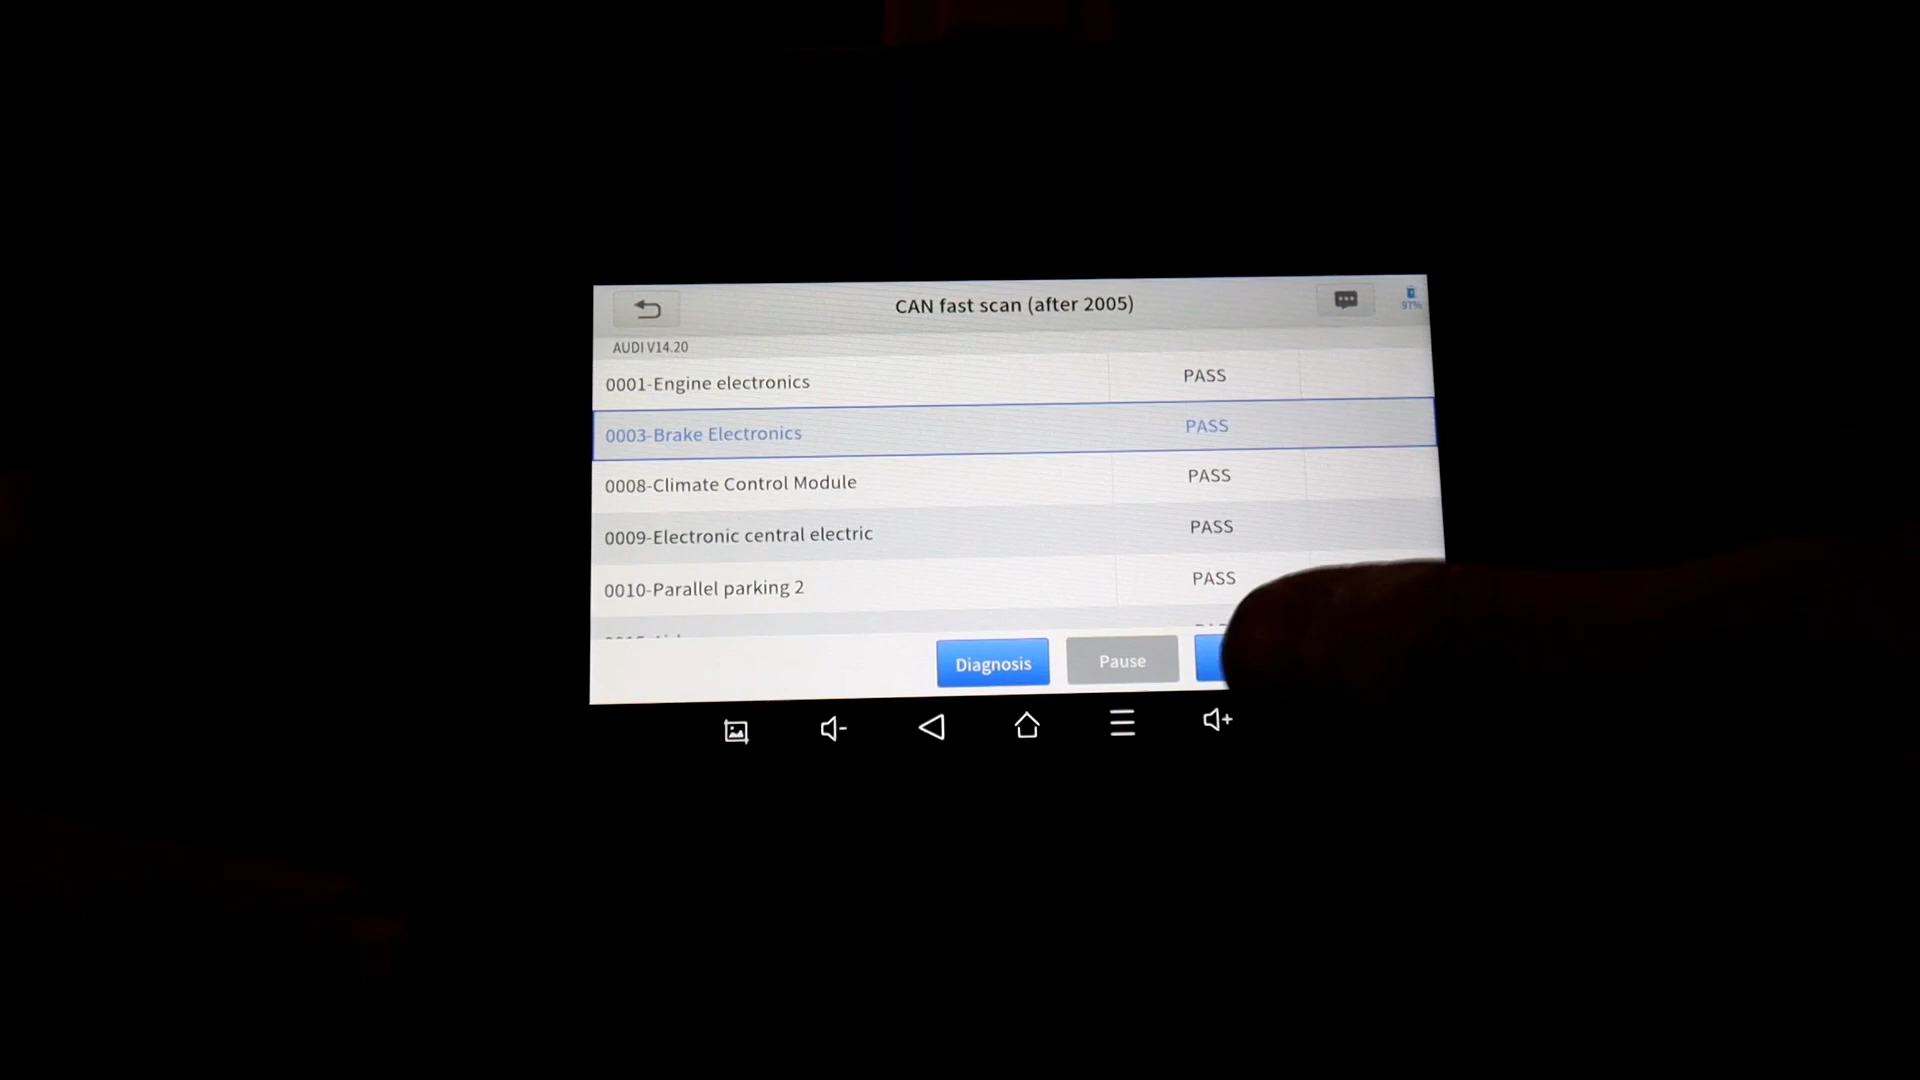 CAN fast scan (after 2005)
97%
AUDI V14.20
0001-Engine electronics PASS
0003-Brake Electronics PASS
0008-Climate Control Module PASS
0009-Electronic central electric PASS
0010-Parallel parking 2 PASS
Diagnosis Pause